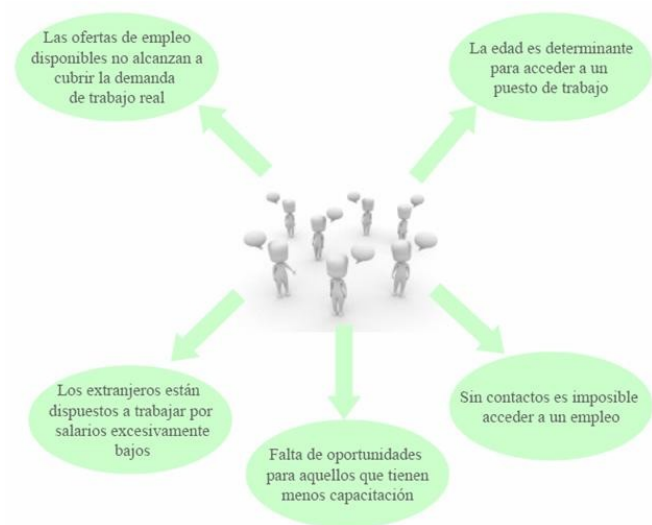 Las ofertas de empleo
disponibles no alcanzan a
cubrir la demanda
de trabajo real
La edad es determinante
para acceder a un
puesto de trabajo
Los extranjeros están
dispuestos a trabajar por
salarios excesivamente
bajos
Falta de oportunidades
para aquellos que tienen
menos capacitación
Sin contactos es imposible
acceder a un empleo